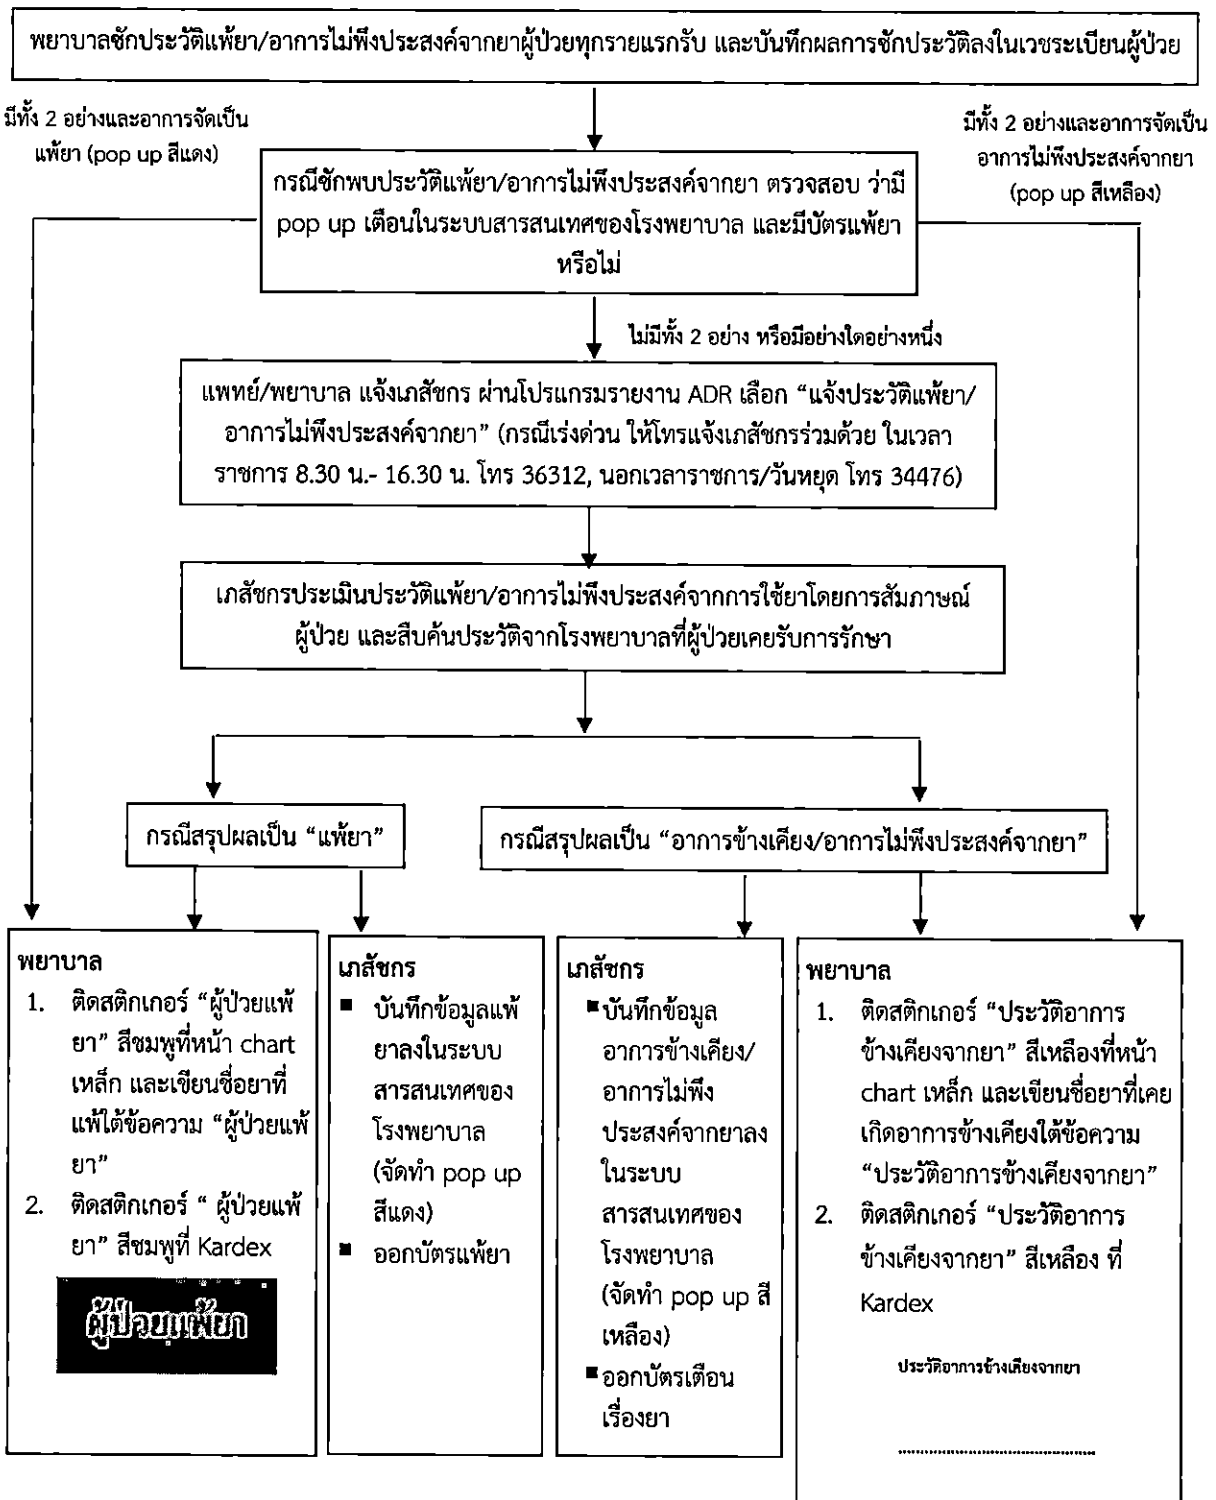 พยาบาลซักประวัติแพ้ยา/อาการไม่พึงประสงค์จากยาผู้ป่วยทุกรายแรกรับ และบันทึกผลการซักประวัติลงในเวชระเบียนผู้ป่วย
มีทั้ง 2 อย่างและอาการจัดเป็น
แพ้ยา (pop up สีแดง)
มีทั้ง 2 อย่างและอาการจัดเป็น
อาการไม่พึงประสงค์จากยา
(pop up สีเหลือง)
กรณีซักพบประวัติแพ้ยา/อาการไม่พึงประสงค์จากยา ตรวจสอบ ว่ามี
pop up เตือนในระบบสารสนเทศของโรงพยาบาล และมีบัตรแพ้ยา
หรือไม่
ไม่มีทั้ง 2 อย่าง หรือมีอย่างใดอย่างหนึ่ง
แพทย์/พยาบาล แจ้งเภสัชกร ผ่านโปรแกรมรายงาน ADR เลือก “แจ้งประวัติแพ้ยา/
อาการไม่พึงประสงค์จากยา” (กรณีเร่งด่วน ให้โทรแจ้งเภสัชกรร่วมด้วย ในเวลา
ราชการ 8.30 น.- 16.30 น. โทร 36312, นอกเวลาราชการ/วันหยุด โทร 34476)
เภสัชกรประเมินประวัติแพ้ยา/อาการไม่พึงประสงค์จากการใช้ยาโดยการสัมภาษณ์
ผู้ป่วย และสืบค้นประวัติจากโรงพยาบาลที่ผู้ป่วยเคยรับการรักษา
กรณีสรุปผลเป็น “แพ้ยา”
กรณีสรุปผลเป็น “อาการข้างเคียง/อาการไม่พึงประสงค์จากยา”
พยาบาล
1. ติดสติกเกอร์ “ผู้ป่วยแพ้
ยา” สีชมพูที่หน้า chart
เหล็ก และเขียนชื่อยาที่
แพ้ใต้ข้อความ “ผู้ป่วยแพ้
ยา”
2. ติดสติกเกอร์ “ ผู้ป่วยแพ้
ยา” สีชมพูที่ Kardex
ผู้ป่วยแพ้ยา
เภสัชกร
■ บันทึกข้อมูลแพ้
ยาลงในระบบ
สารสนเทศของ
โรงพยาบาล
(จัดทำ pop up
สีแดง)
■ ออกบัตรแพ้ยา
เภสัชกร
■ บันทึกข้อมูล
อาการข้างเคียง/
อาการไม่พึง
ประสงค์จากยาลง
ในระบบ
สารสนเทศของ
โรงพยาบาล
(จัดทำ pop up สี
เหลือง)
■ ออกบัตรเตือน
เรื่องยา
พยาบาล
1. ติดสติกเกอร์ “ประวัติอาการ
ข้างเคียงจากยา” สีเหลืองที่หน้า
chart เหล็ก และเขียนชื่อยาที่เคย
เกิดอาการข้างเคียงใต้ข้อความ
“ประวัติอาการข้างเคียงจากยา”
2. ติดสติกเกอร์ “ประวัติอาการ
ข้างเคียงจากยา” สีเหลือง ที่
Kardex
ประวัติอาการข้างเคียงจากยา
................................................